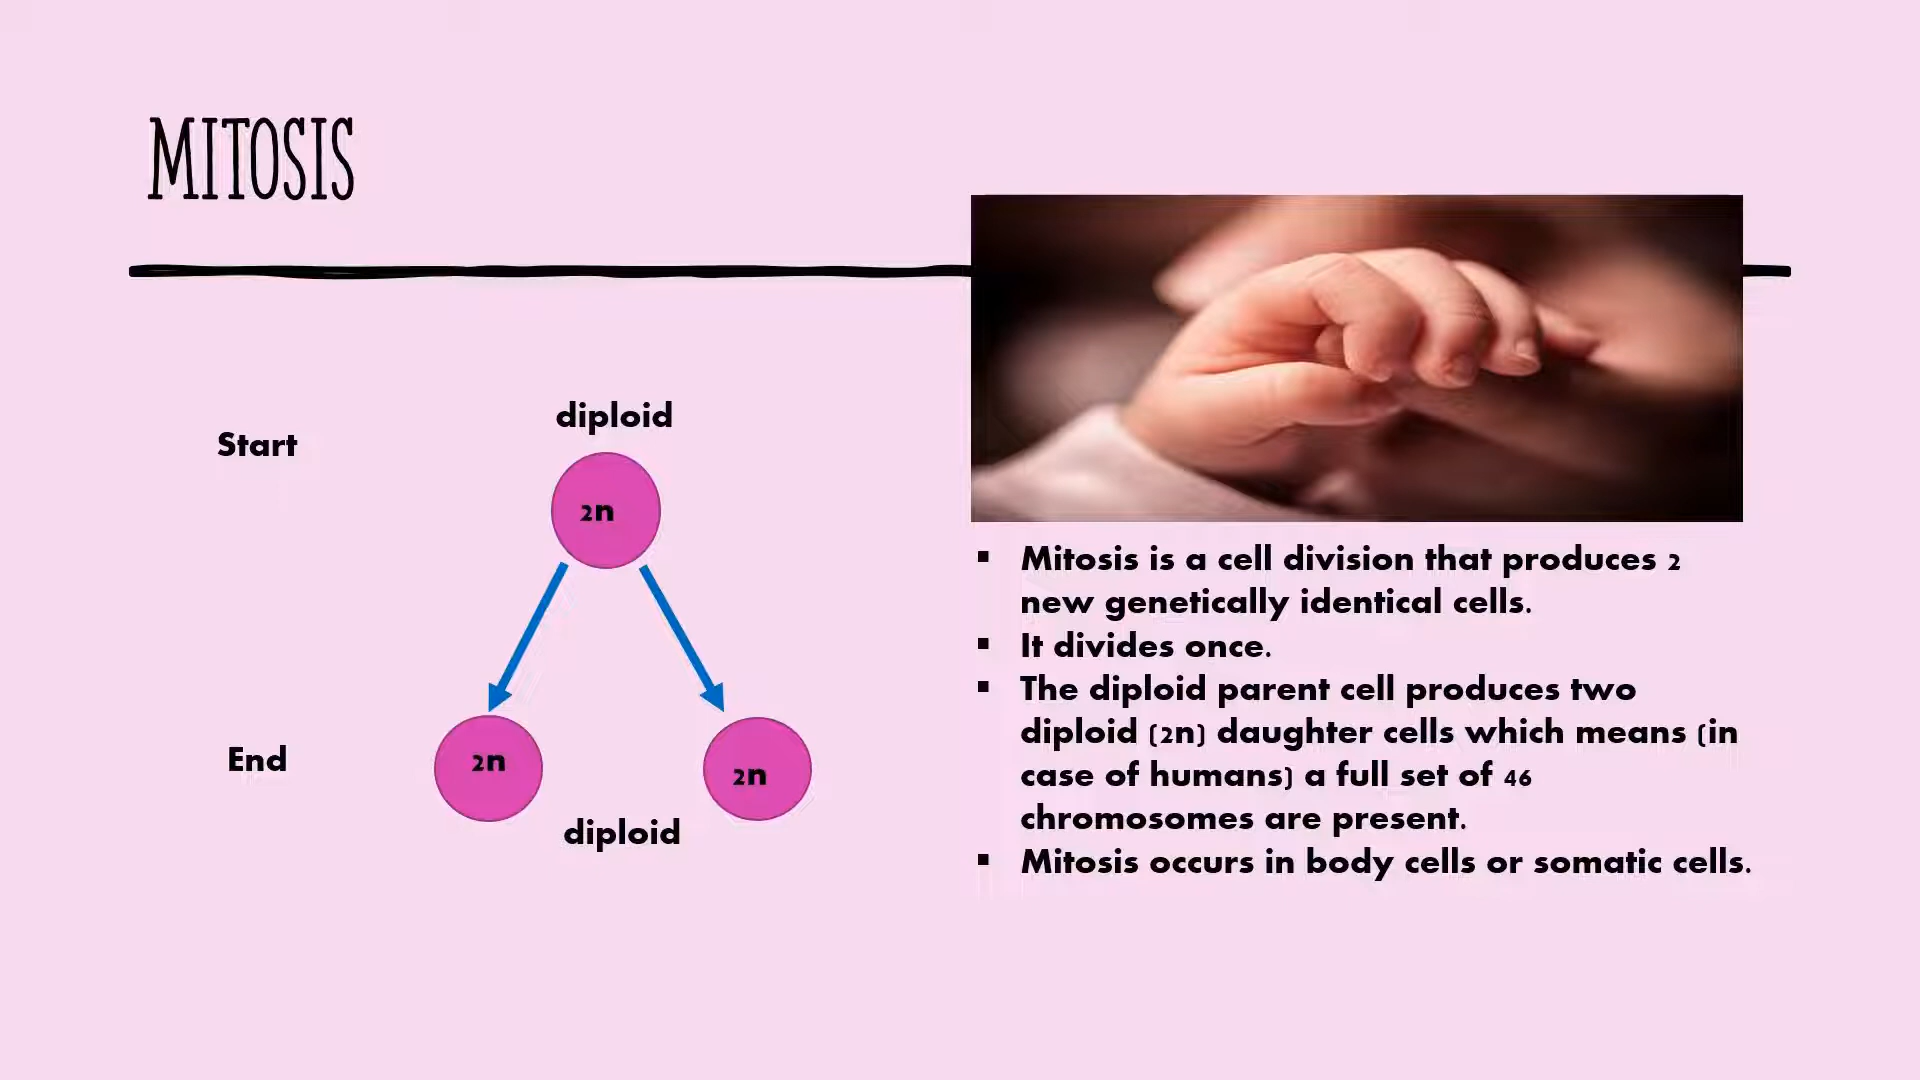 MITOSIS
Start
diploid
2n
2n
2n
End
diploid
▪ Mitosis is a cell division that produces 2
new genetically identical cells.
▪ It divides once.
▪ The diploid parent cell produces two
diploid (2n) daughter cells which means (in
case of humans) a full set of 46
chromosomes are present.
▪ Mitosis occurs in body cells or somatic cells.